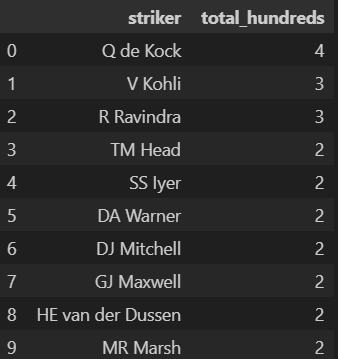 striker total_hundreds
0 Q de Kock 4
1 V Kohli 3
2 R Ravindra 3
3 TM Head 2
4 SS Iyer 2
5 DA Warner 2
6 DJ Mitchell 2
7 GJ Maxwell 2
8 HE van der Dussen 2
9 MR Marsh 2